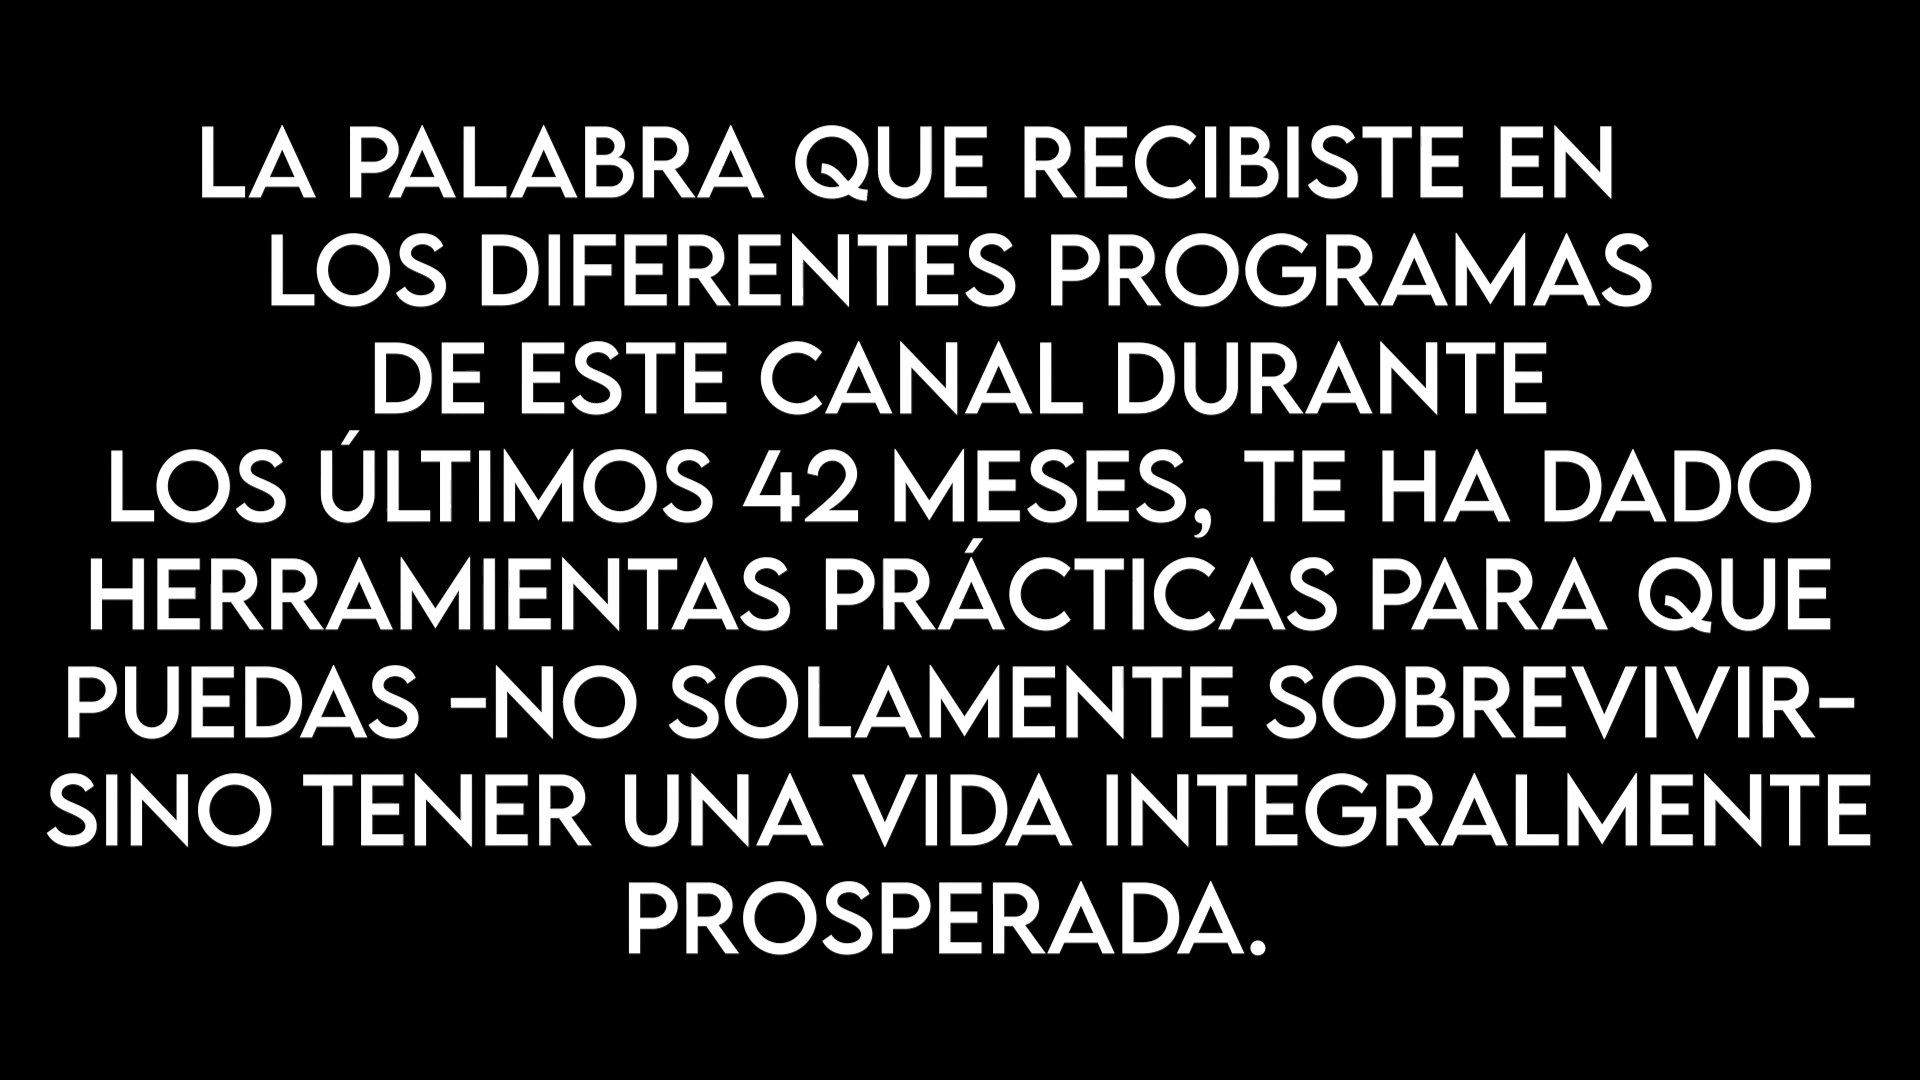 LA PALABRA QUE RECIBISTE EN
LOS DIFERENTES PROGRAMAS
DE ESTE CANAL DURANTE
LOS ÚLTIMOS 42 MESES, TE HA DADO
HERRAMIENTAS PRÁCTICAS PARA QUE
PUEDAS -NO SOLAMENTE SOBREVIVIR-
SINO TENER UNA VIDA INTEGRALMENTE
PROSPERADA.